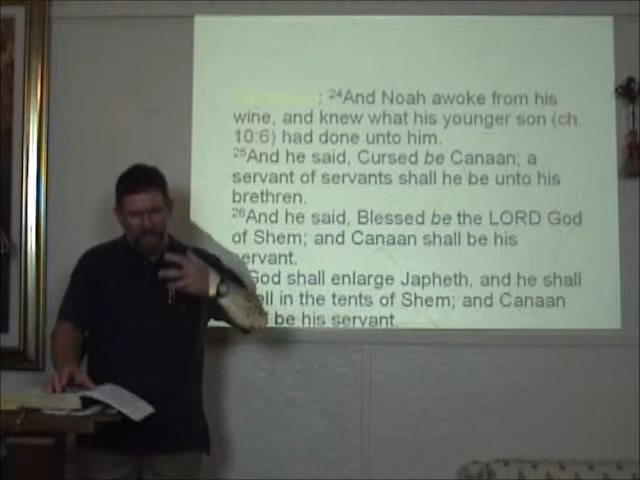 : 24And Noah awoke from his
wine, and knew what his younger son (ch.
10:6) had done unto him.
25And he said, Cursed be Canaan; a
servant of servants shall he be unto his
brethren.
26And he said, Blessed be the LORD God
of Shem; and Canaan shall be his
ervant.
God shall enlarge Japheth, and he shall
ell in the tents of Shem; and Canaan
be his servant.